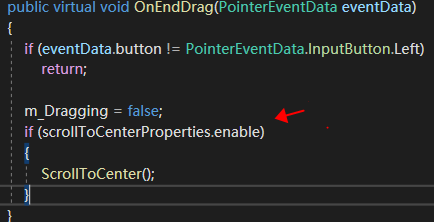 public virtual void OnEndDrag(PointerEventData eventData)
{
if (eventData.button != PointerEventData.InputButton.Left)
return;
m_Dragging = false;
if (scrollToCenterProperties.enable)
{
ScrollToCenter();
}
}